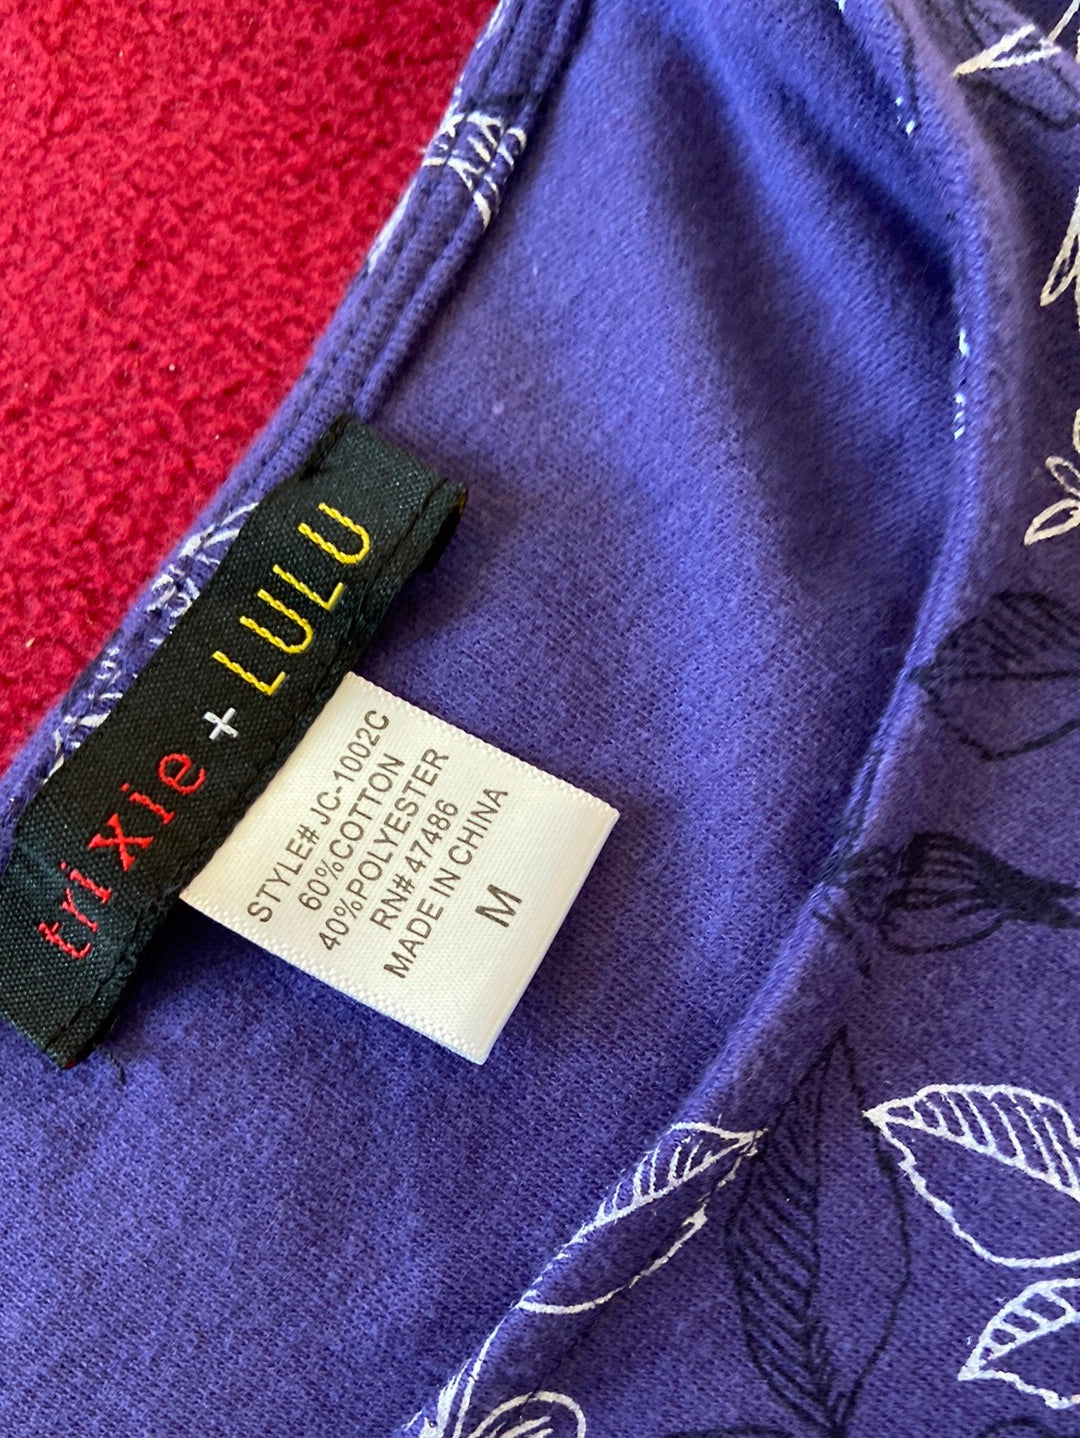 trixie + LULU
STYLE# JC-1002C
60%COTTON
40%POLYESTER
RN# 47486
MADE IN CHINA
M